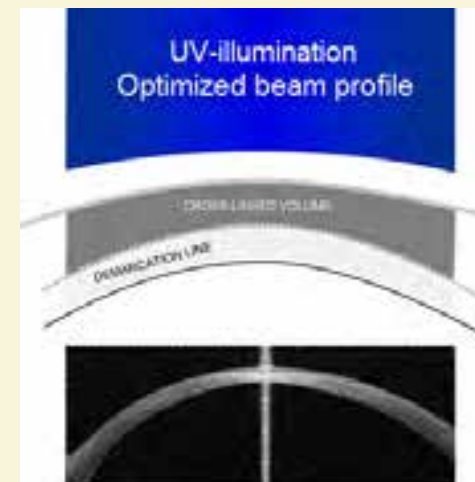 UV-illumination
Optimized beam profile
CROSS-LINKED VOLUME
DEMARCATION LINE